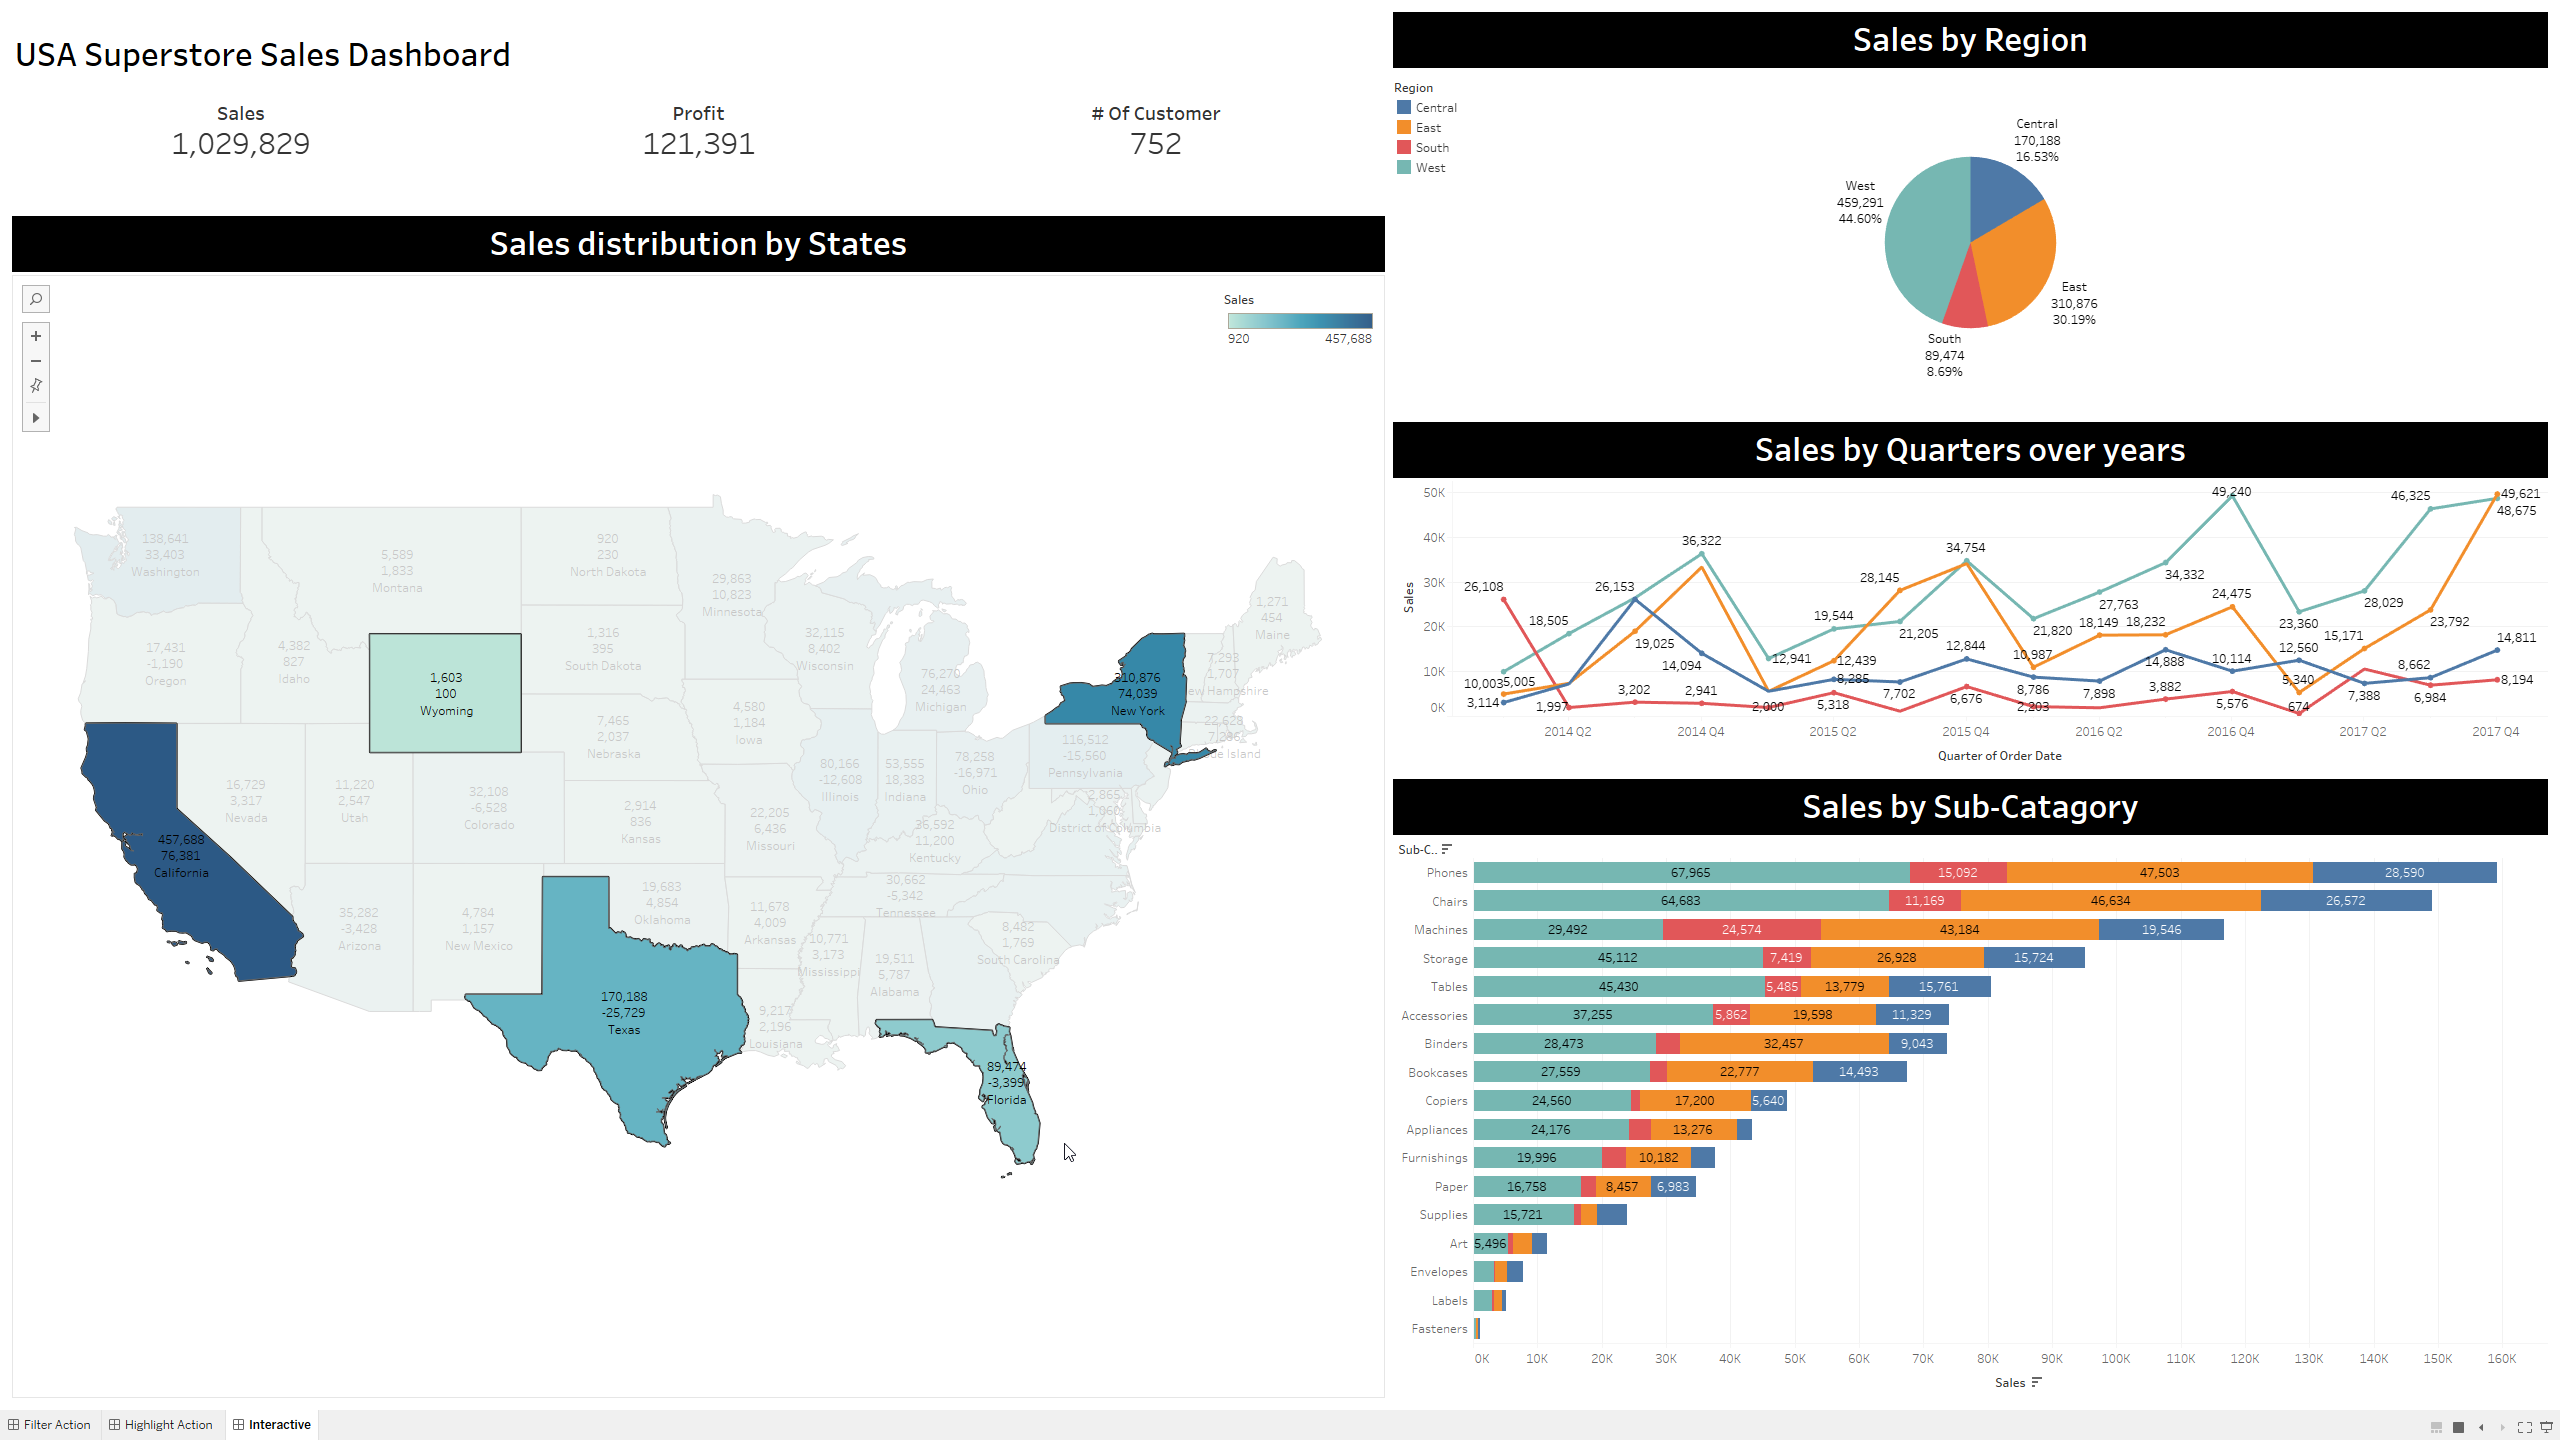 USA Superstore Sales Dashboard
Sales
1,029,829
Profit
121,391
# Of Customer
752
Sales distribution by States
Sales
920 457,688
138,641
33,403
Washington
5,589
1,833
Montana
920
230
North Dakota
29,863
10,823
Minnesota
1,271
454
Maine
17,431
-1,190
Oregon
4,382
827
Idaho
1,603
100
Wyoming
1,316
395
South Dakota
32,115
8,402
Wisconsin
76,270
24,463
Michigan
310,876
74,039
New York
7,293
1,707
ew Hampshire
7,465
2,037
Nebraska
4,580
1,184
Iowa
22,628
116,512
-15,560
Pennsylvania
16,729
3,317
Nevada
11,220
2,547
Utah
32,108
-6,528
Colorado
2,914
836
Kansas
22,205
6,436
Missouri
80,166
-12,608
Illinois
53,555
18,383
Indiana
78,258
-16,971
Ohio
2,865
1,060
District of Columbia
36,592
11,200
Kentucky
457,688
76,381
California
35,282
-3,428
Arizona
4,784
1,157
New Mexico
19,683
4,854
Oklahoma
11,678
4,009
Arkansas
30,662
-5,342
Tennessee
8,482
1,769
South Carolina
10,771
3,173
Mississippi
19,511
5,787
Alabama
170,188
-25,729
Texas
9,217
2,196
Louisiana
89,474
-3,399
Florida
Sales by Region
Region
Central
East
South
West
Central
170,188
16.53%
West
459,291
44.60%
East
310,876
30.19%
South
89,474
8.69%
Sales by Quarters over years
Sales
50K
40K
30K
20K
10K
0K
26,108
10,003
5,005
3,114
18,505
1,997
26,153
19,025
3,202
36,322
14,094
2,941
12,941
2,000
19,544
12,439
8,285
5,318
28,145
21,205
7,702
34,754
12,844
6,676
21,820
10,987
8,786
2,203
27,763
18,149
7,898
34,332
18,232
14,888
3,882
49,240
24,475
10,114
5,576
23,360
12,560
5,340
674
28,029
15,171
7,388
46,325
23,792
8,662
6,984
49,621
48,675
14,811
8,194
2014 Q2 2014 Q4 2015 Q2 2015 Q4 2016 Q2 2016 Q4 2017 Q2 2017 Q4
Quarter of Order Date
Sales by Sub-Catagory
Sub-C..
Phones 67,965 15,092 47,503 28,590
Chairs 64,683 11,169 46,634 26,572
Machines 29,492 24,574 43,184 19,546
Storage 45,112 7,419 26,928 15,724
Tables 45,430 5,485 13,779 15,761
Accessories 37,255 5,862 19,598 11,329
Binders 28,473 32,457 9,043
Bookcases 27,559 22,777 14,493
Copiers 24,560 17,200 5,640
Appliances 24,176 13,276
Furnishings 19,996 10,182
Paper 16,758 8,457 6,983
Supplies 15,721
Art 5,496
Envelopes
Labels
Fasteners
0K 10K 20K 30K 40K 50K 60K 70K 80K 90K 100K 110K 120K 130K 140K 150K 160K
Sales
Filter Action Highlight Action Interactive